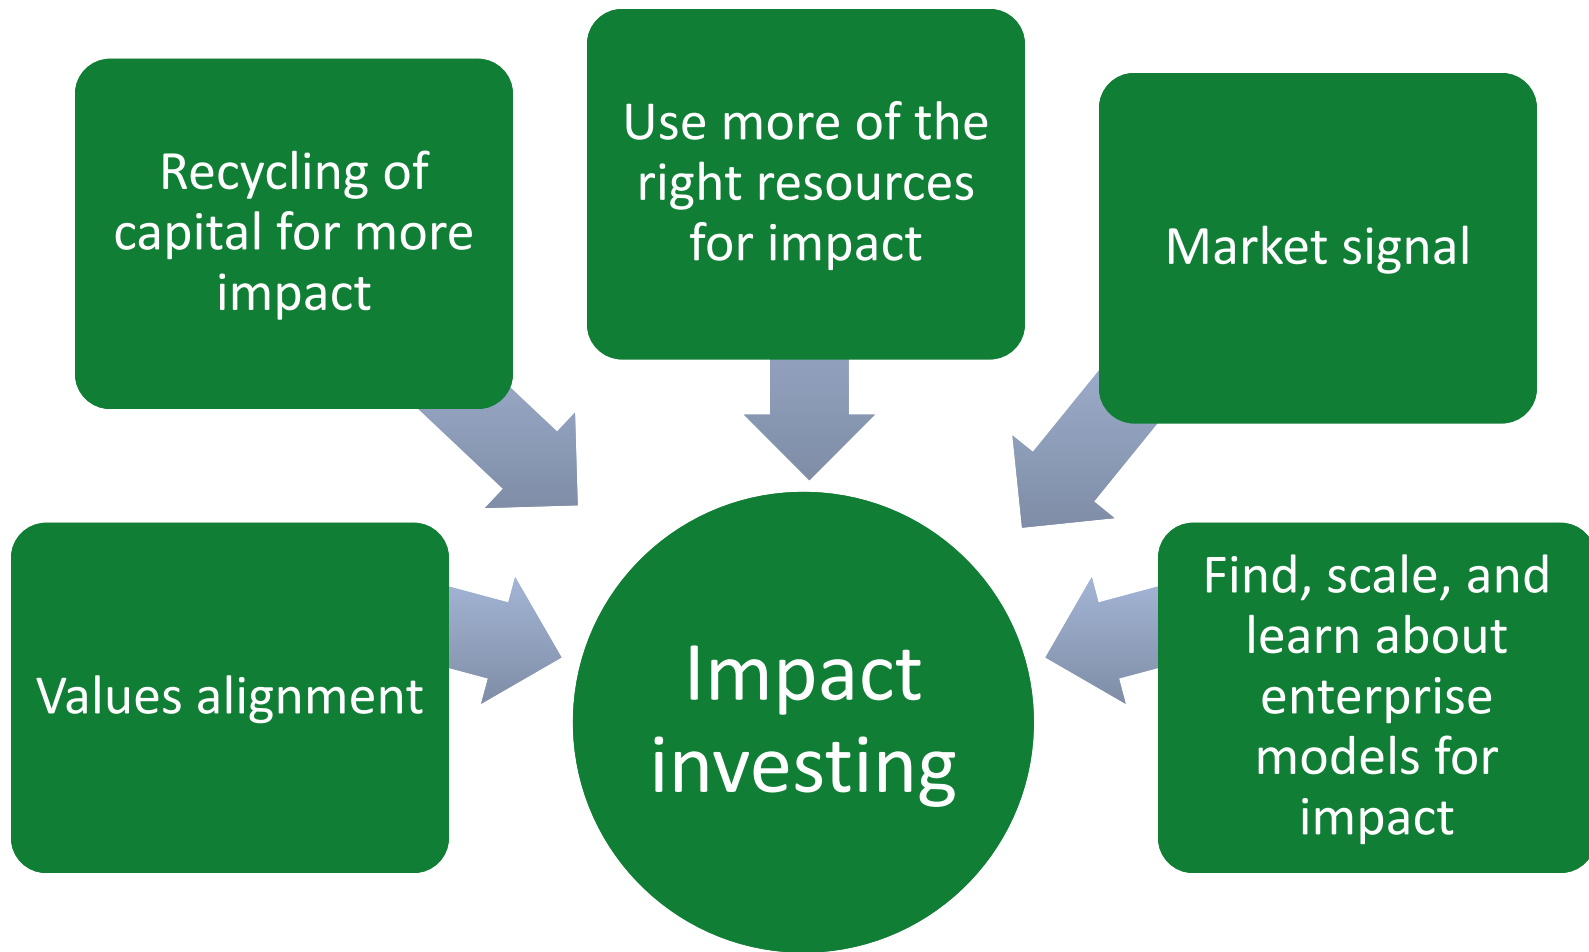 Recycling of
capital for more
impact
Use more of the
right resources
for impact
Market signal
Values alignment
Impact
investing
Find, scale, and
learn about
enterprise
models for
impact